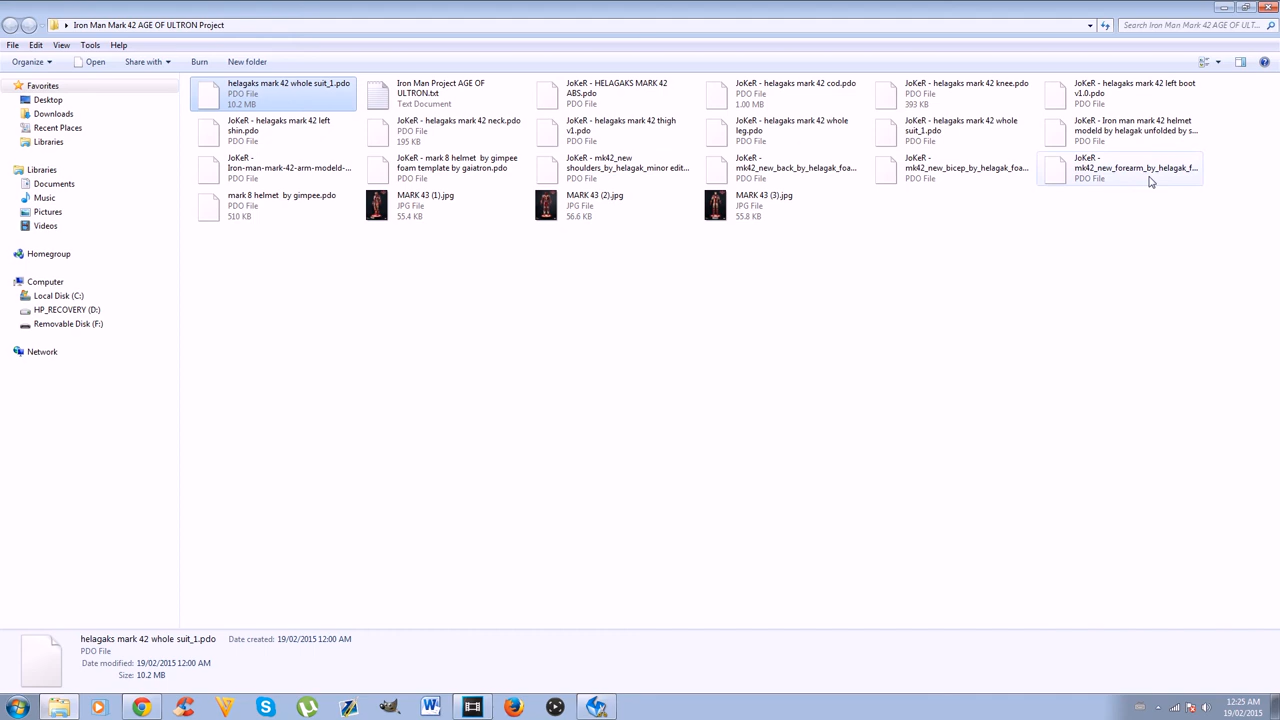 Iron Man Mark 42 AGE OF ULTRON Project
Search Iron Man Mark 42 AGE OF ULT...
File Edit View Tools Help
Organize Open Share with Burn New folder
Favorites
Desktop
Downloads
Recent Places
Libraries
Libraries
Documents
Music
Pictures
Videos
Homegroup
Computer
Local Disk (C:)
HP_RECOVERY (D:)
Removable Disk (F:)
Network
helagaks mark 42 whole suit_1.pdo
PDO File
10.2 MB
Iron Man Project AGE OF
ULTRON.txt
Text Document
JoKeR - HELAGAKS MARK 42
ABS.pdo
PDO File
JoKeR - helagaks mark 42 cod.pdo
PDO File
1.00 MB
JoKeR - helagaks mark 42 knee.pdo
PDO File
393 KB
JoKeR - helagaks mark 42 left boot
v1.0.pdo
PDO File
JoKeR - helagaks mark 42 left
shin.pdo
PDO File
JoKeR - helagaks mark 42 neck.pdo
PDO File
195 KB
JoKeR - helagaks mark 42 thigh
v1.pdo
PDO File
JoKeR - helagaks mark 42 whole
leg.pdo
PDO File
JoKeR - helagaks mark 42 whole
suit_1.pdo
PDO File
JoKeR - Iron man mark 42 helmet
modeld by helagak unfolded by s...
PDO File
JoKeR -
Iron-man-mark-42-arm-modeld-...
PDO File
JoKeR - mark 8 helmet by gimpee
foam template by gaiatron.pdo
PDO File
JoKeR - mk42_new
shoulders_by_helagak_minor edit...
PDO File
JoKeR -
mk42_new_back_by_helagak_foa...
PDO File
JoKeR -
mk42_new_bicep_by_helagak_foa...
PDO File
JoKeR -
mk42_new_forearm_by_helagak_f...
PDO File
mark 8 helmet by gimpee.pdo
PDO File
510 KB
MARK 43 (1).jpg
JPG File
55.4 KB
MARK 43 (2).jpg
JPG File
56.6 KB
MARK 43 (3).jpg
JPG File
55.8 KB
helagaks mark 42 whole suit_1.pdo Date created: 19/02/2015 12:00 AM
PDO File
Date modified: 19/02/2015 12:00 AM
Size: 10.2 MB
12:25 AM
19/02/2015